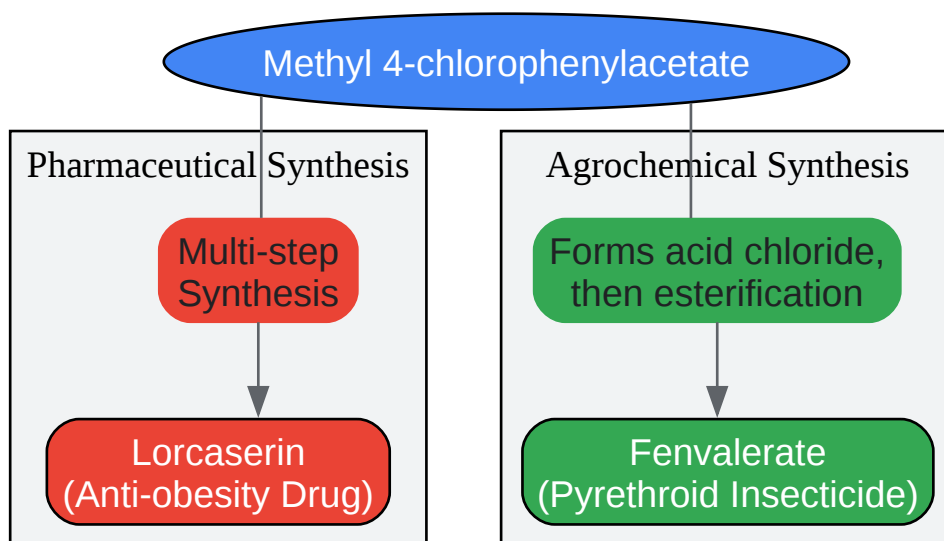 Methyl 4-chlorophenylacetate
Pharmaceutical Synthesis
Multi-step
Synthesis
Lorcaserin
(Anti-obesity Drug)
Agrochemical Synthesis
Forms acid chloride,
then esterification
Fenvalerate
(Pyrethroid Insecticide)